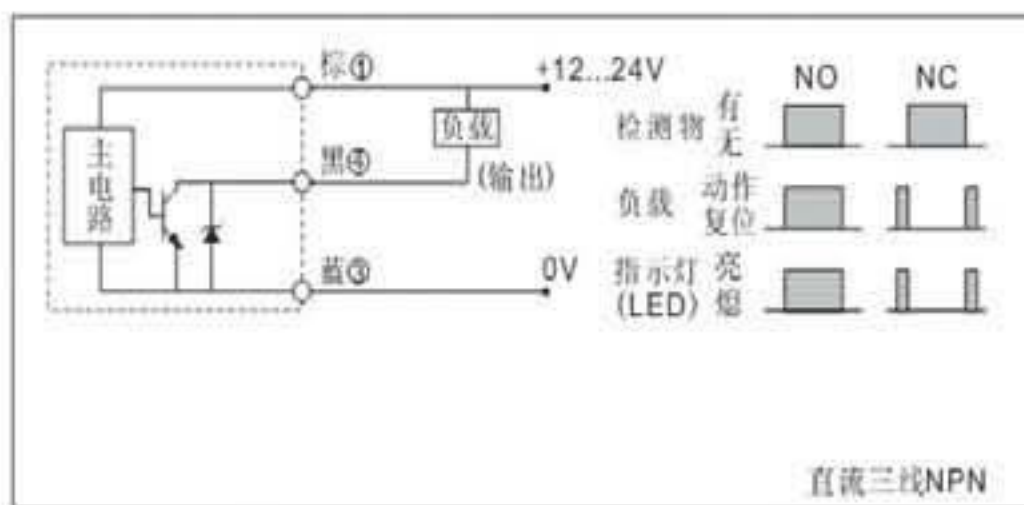 棕①
+12...24V
负载
主电路
黑④
(输出)
蓝③
0V
NO NC
检测物 有 无
负载 动作 复位
指示灯 (LED) 亮 熄
直流三线NPN